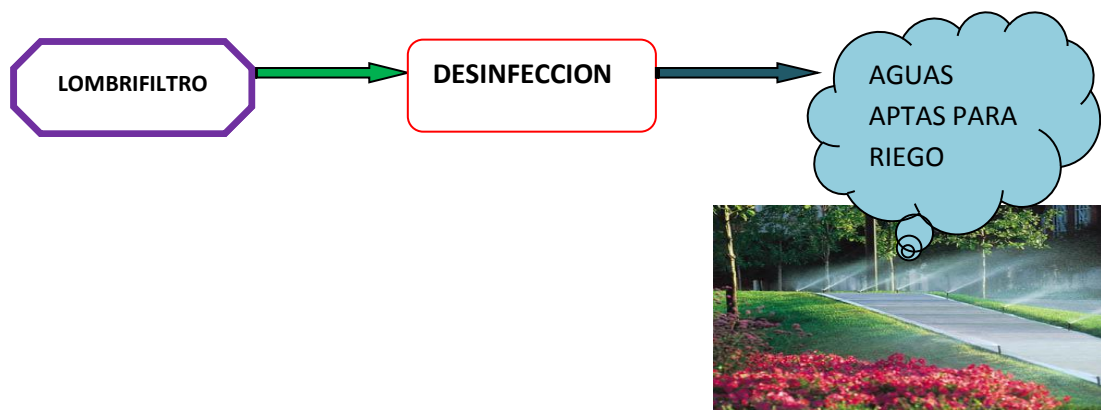 LOMBRIFILTRO
DESINFECCION
AGUAS
APTAS PARA
RIEGO